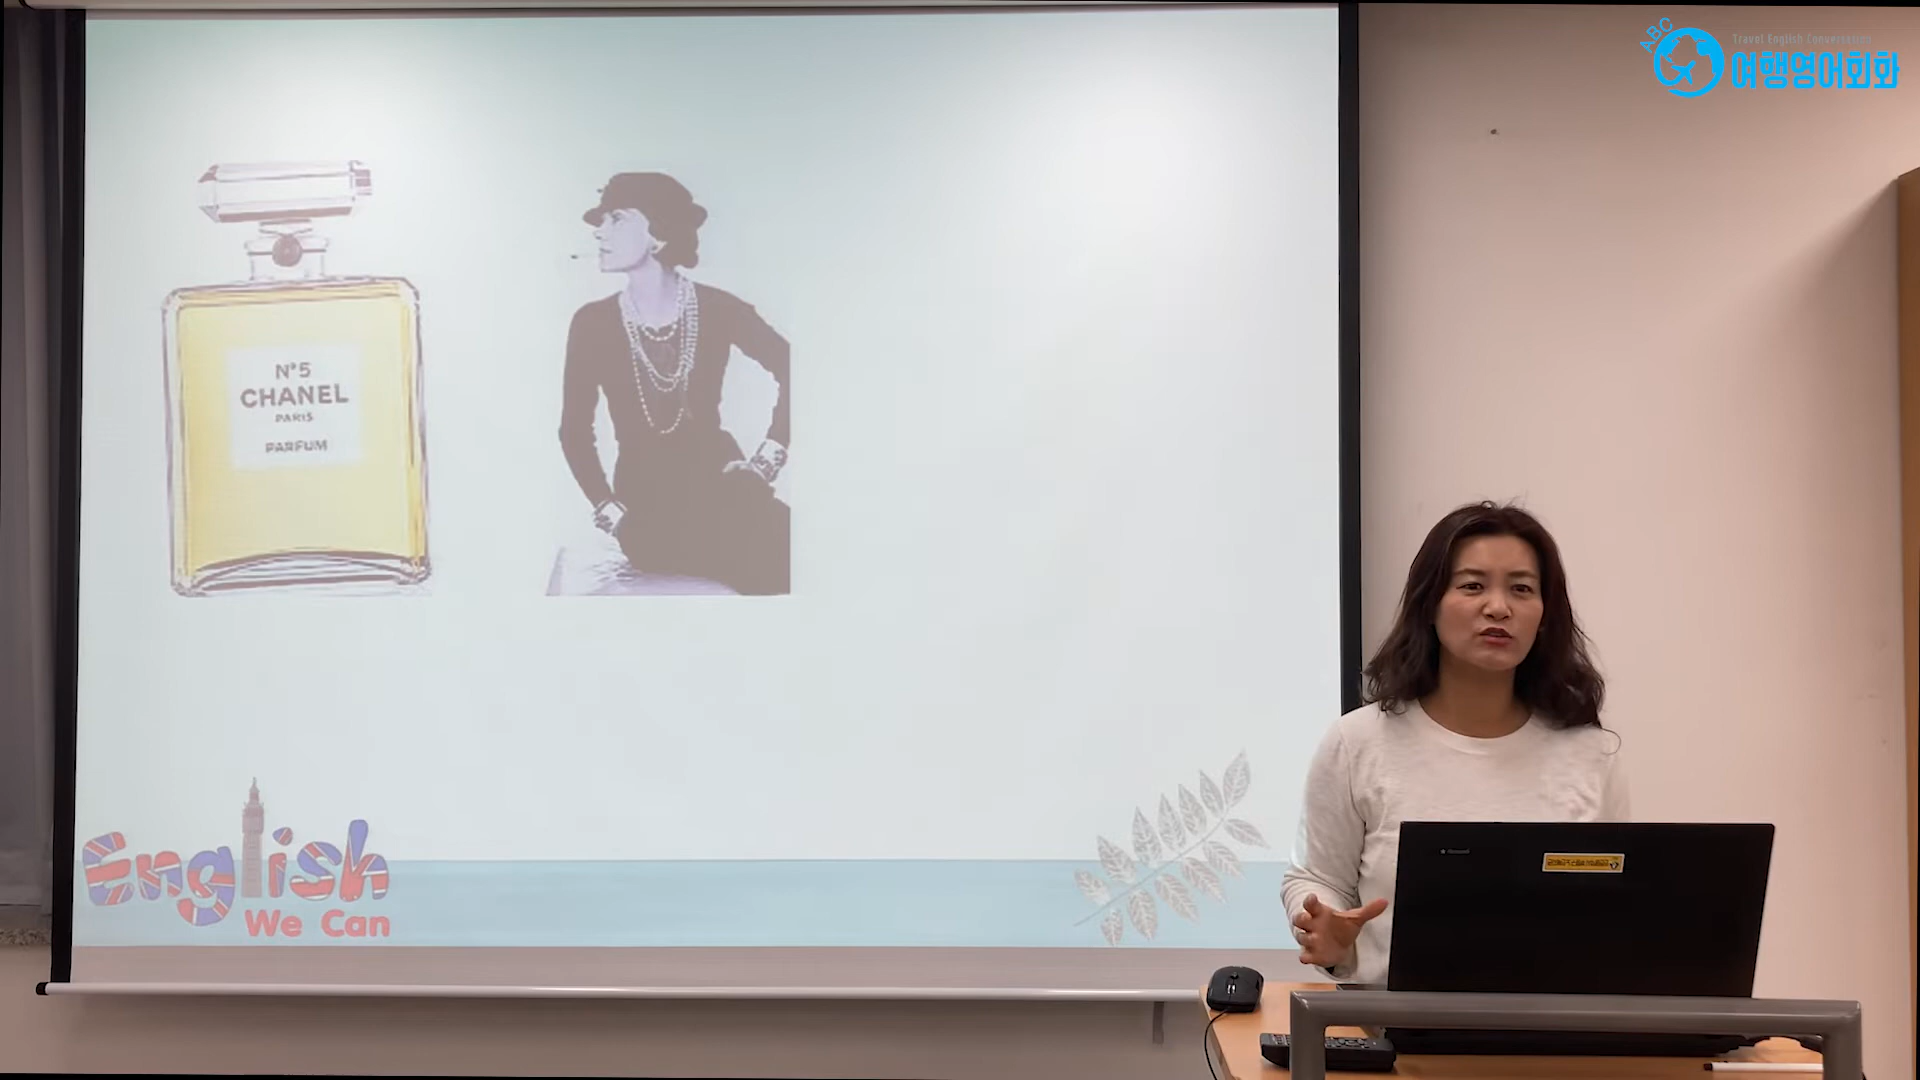 ABC
Travel English Conversation
여행영어회화
N°5
CHANEL
PARIS
PARFUM
English
We Can